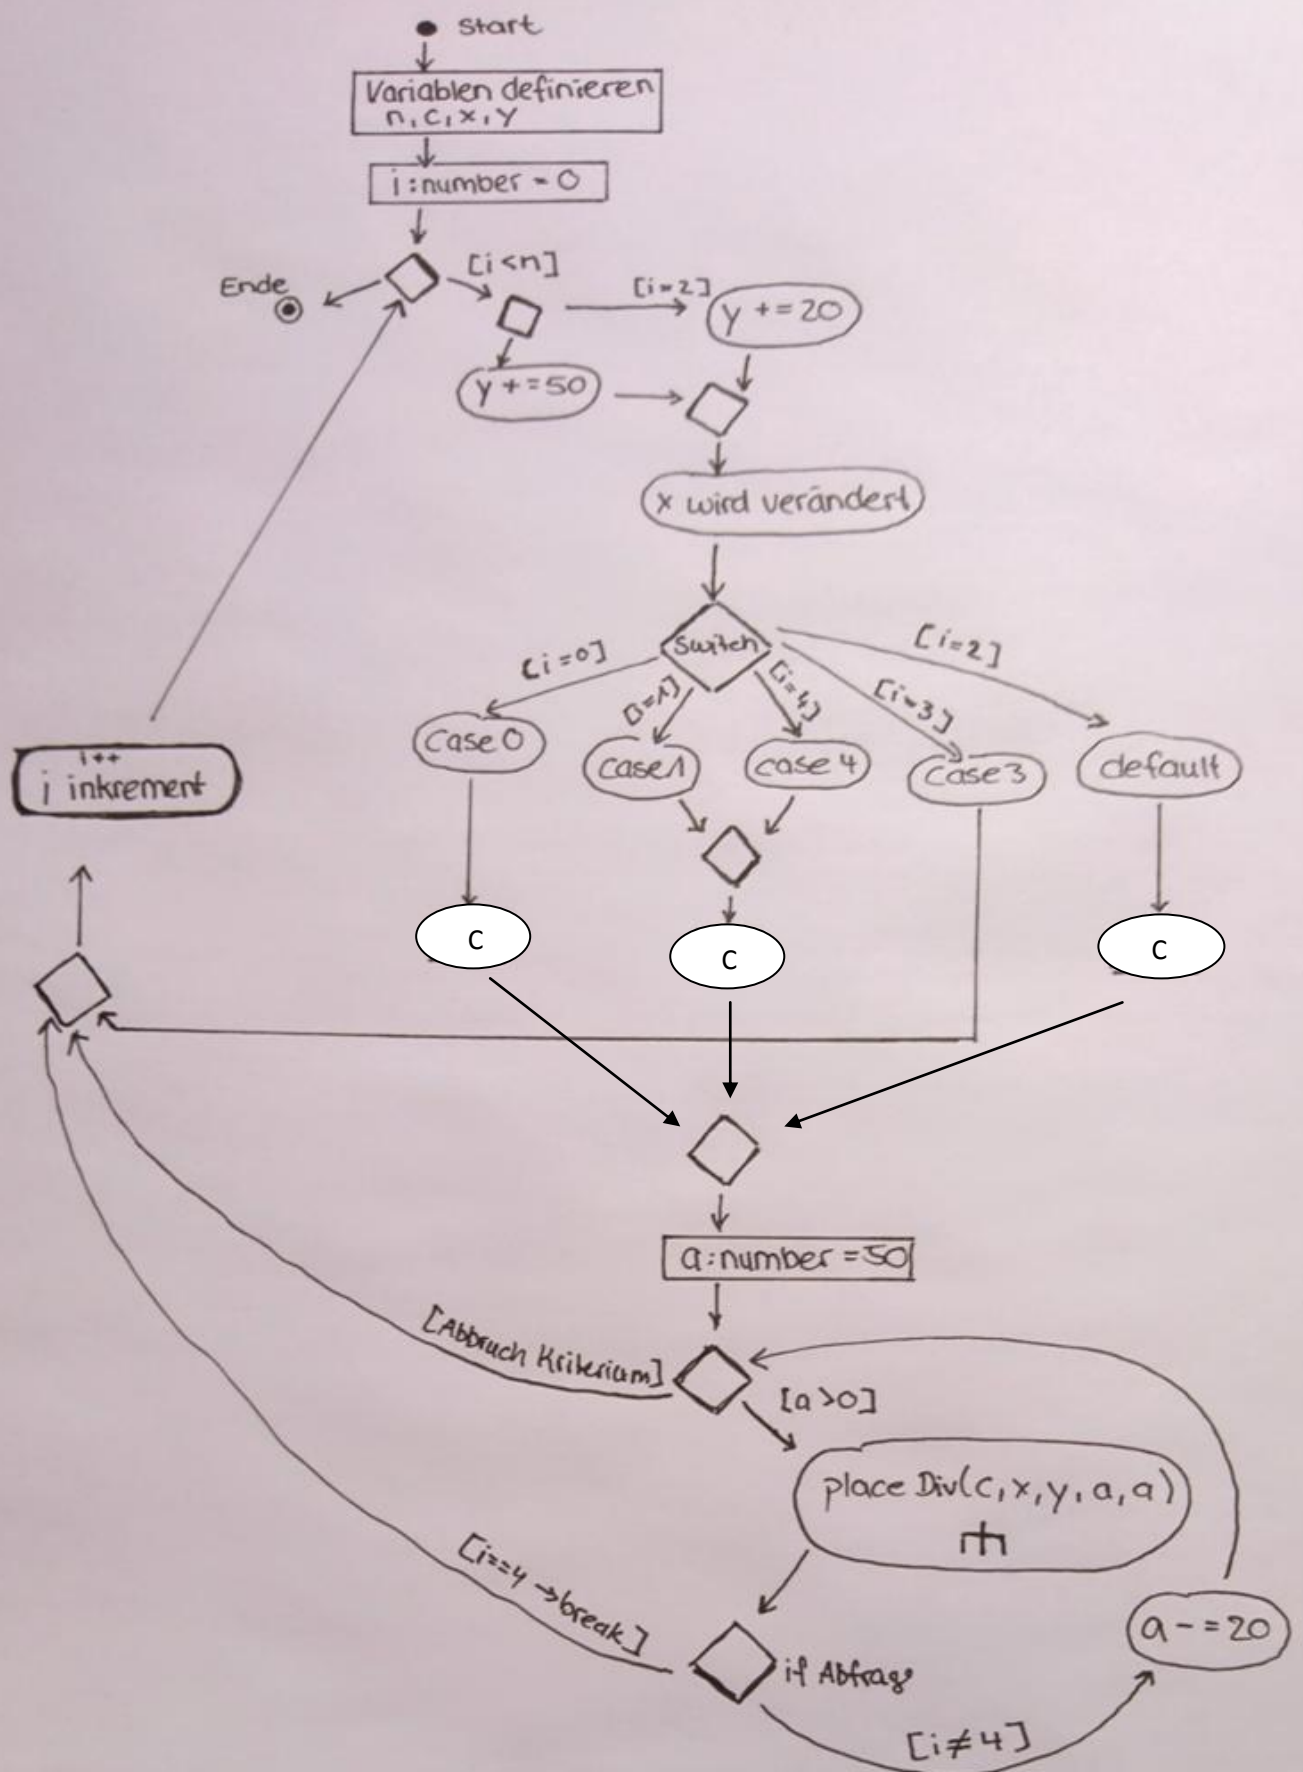 Start
Variablen definieren
n, c, x, y
i:number = 0
Ende
[i<n]
[i=2]
y +=20
y +=50
x wird verändert
Switch
[i=0]
[i=1]
[i=4]
[i=3]
[i=2]
Case 0
case 1
case 4
Case 3
default
i++
i inkrement
C
C
C
a:number =50
[Abbruch Kriterium]
[a>0]
place Div(c, x, y, a, a)
[i==4 →break]
if Abfrage
a -=20
[i≠4]